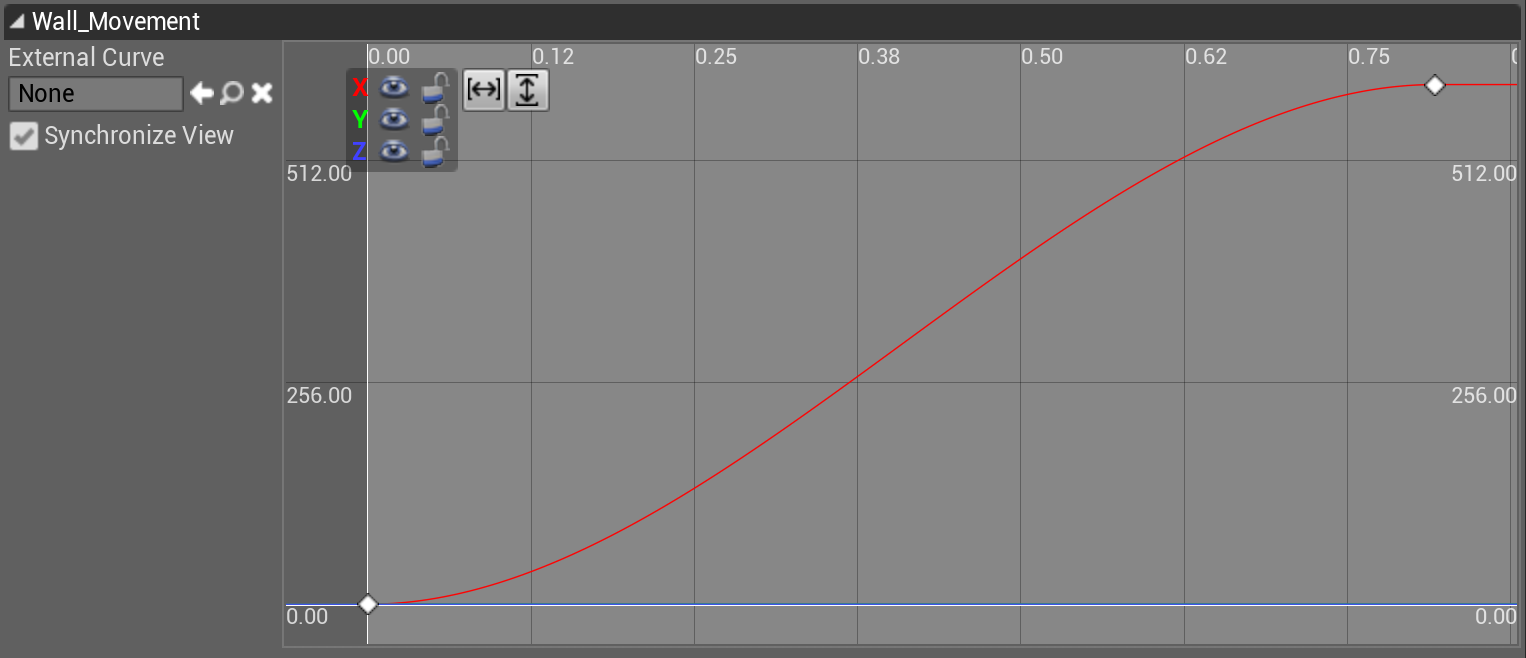 Wall_Movement
External Curve
None
Synchronize View
0.00 0.12 0.25 0.38 0.50 0.62 0.75
X
Y
Z
512.00 512.00
256.00 256.00
0.00 0.00